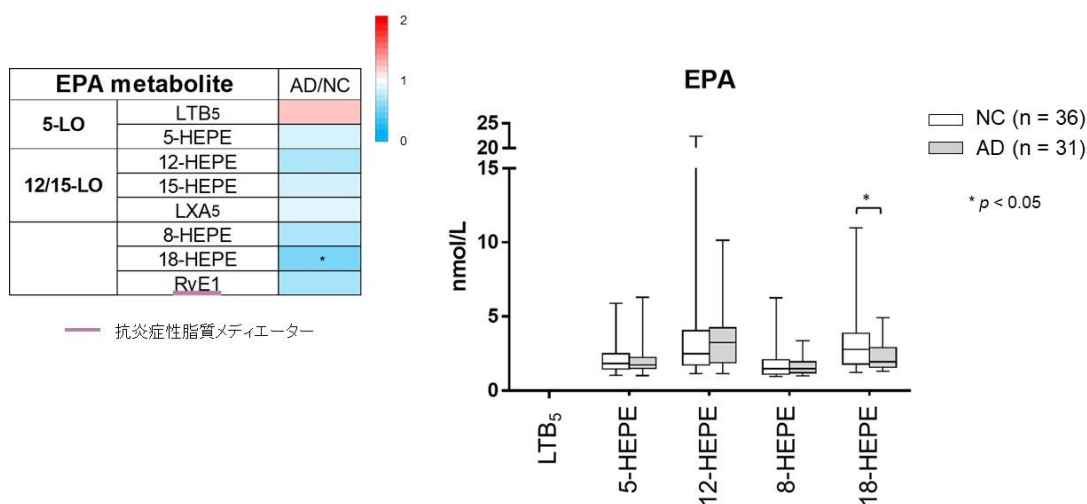 2
1
0
EPA metabolite AD/NC
5-LO LTB5
5-HEPE
12/15-LO 12-HEPE
15-HEPE
LXA5
8-HEPE
18-HEPE *
RvE1
抗炎症性脂質メディエーター
EPA
25
20
15
10
5
0
nmol/L
*
LTB5
5-HEPE
12-HEPE
8-HEPE
18-HEPE
NC (n = 36)
AD (n = 31)
* p < 0.05